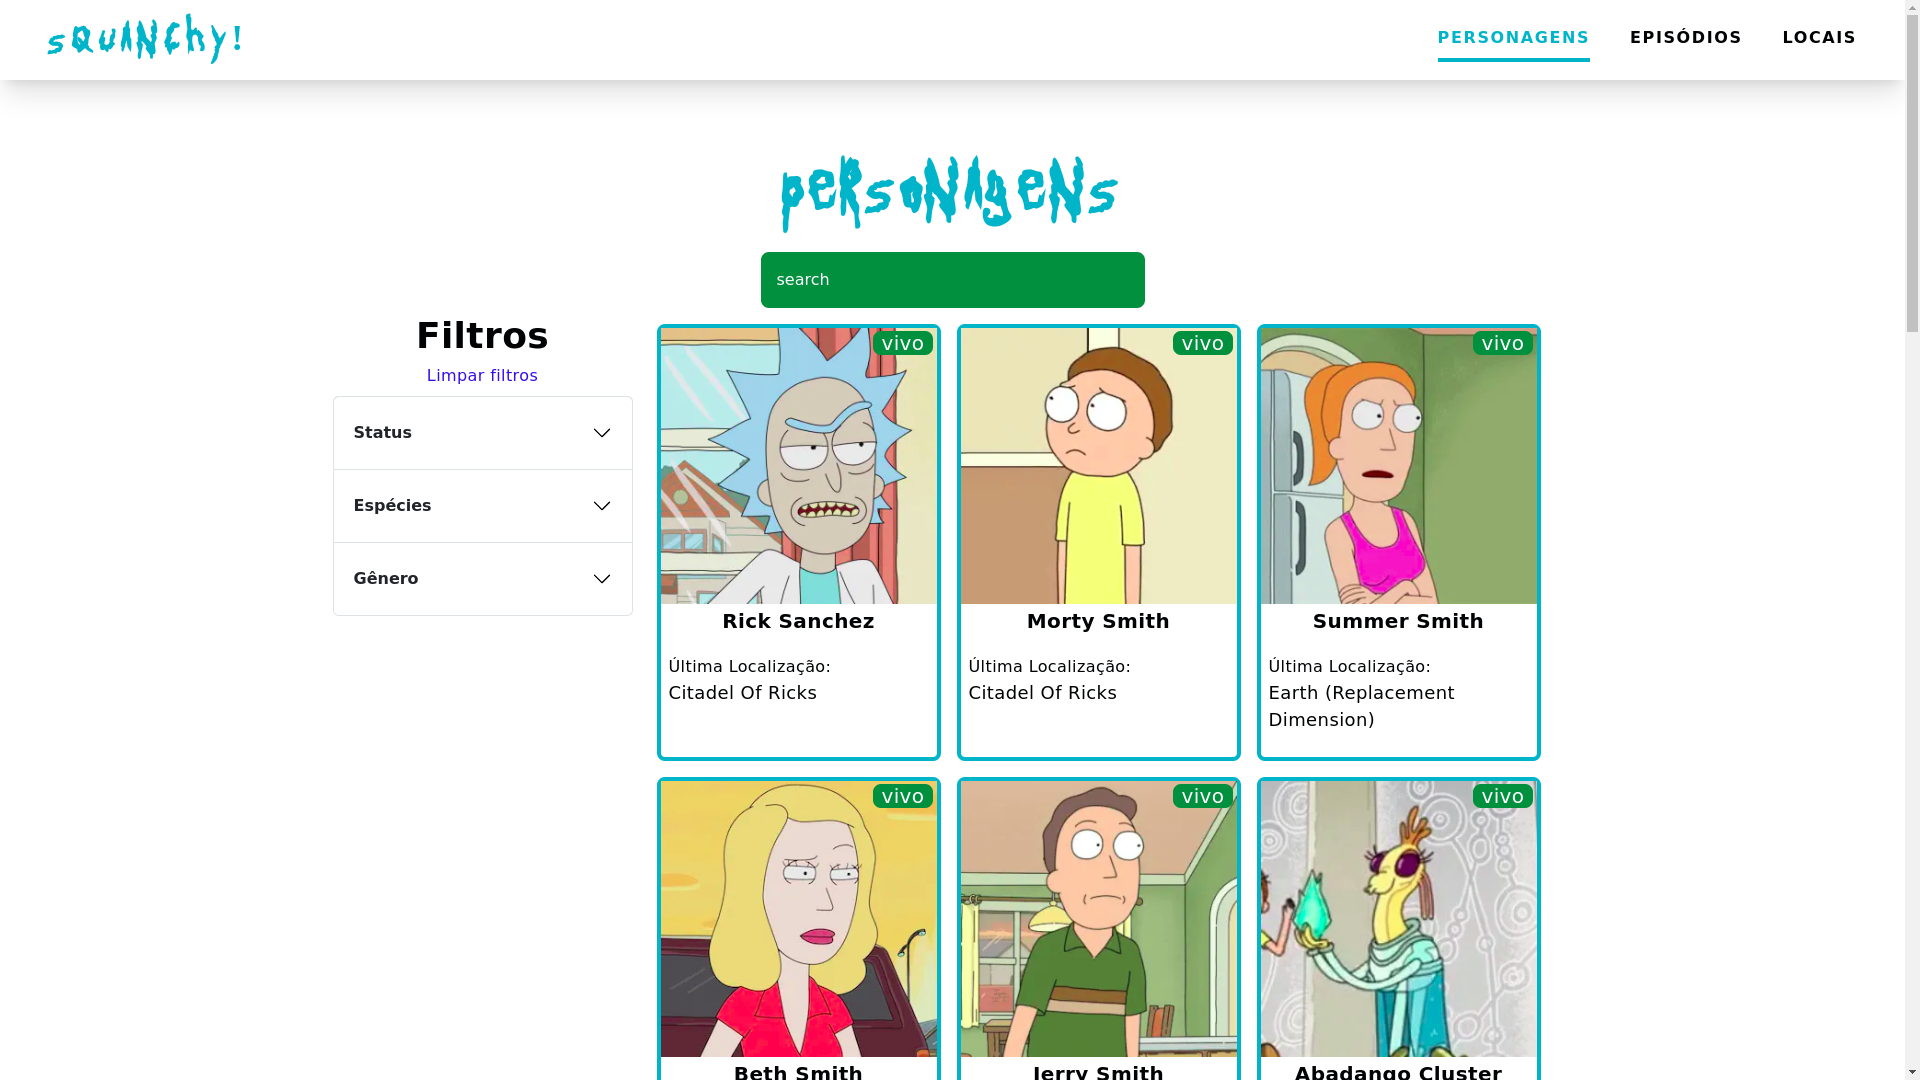 SQUANCHY!
PERSONAGENS
EPISÓDIOS
LOCAIS
PERSONAGENS
search
Filtros
Limpar filtros
Status
Espécies
Gênero
vivo
Rick Sanchez
Última Localização:
Citadel Of Ricks
vivo
Morty Smith
Última Localização:
Citadel Of Ricks
vivo
Summer Smith
Última Localização:
Earth (Replacement
Dimension)
vivo
Beth Smith
vivo
Jerry Smith
vivo
Abadango Cluster